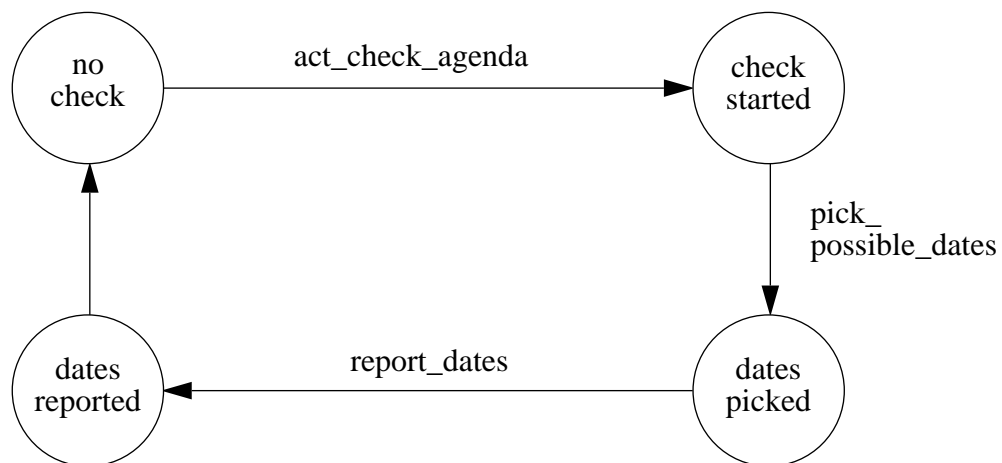 no
check
act_check_agenda
check
started
pick_
possible_dates
dates
reported
report_dates
dates
picked